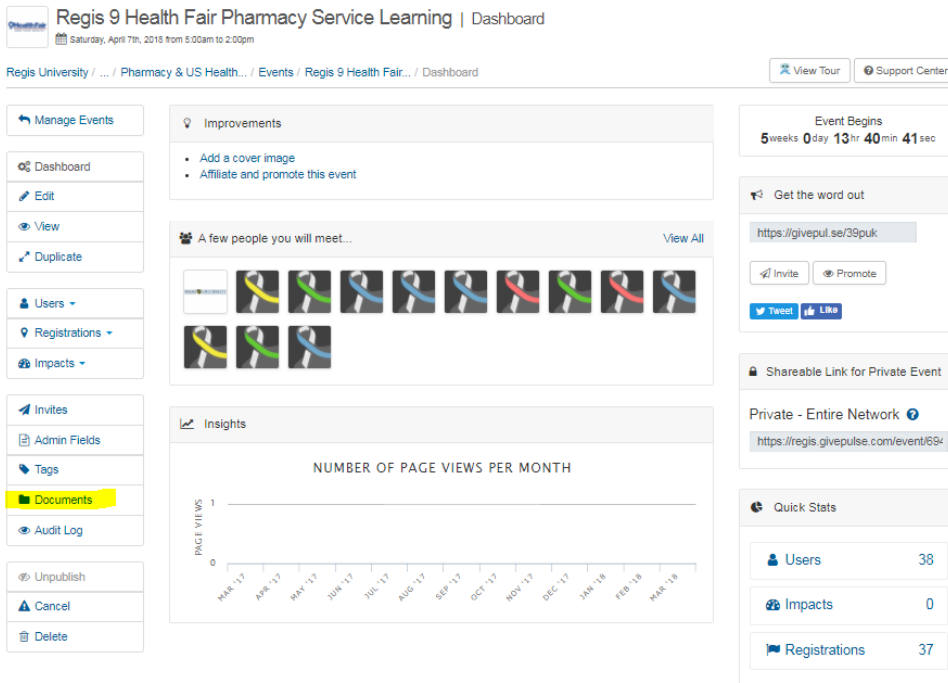 Regis 9 Health Fair Pharmacy Service Learning | Dashboard
Saturday, April 7th, 2018 from 5:00am to 2:00pm
Regis University / ... / Pharmacy & US Health... / Events / Regis 9 Health Fair... / Dashboard
View Tour
Support Center
Manage Events
Dashboard
Edit
View
Duplicate
Users
Registrations
Impacts
Invites
Admin Fields
Tags
Documents
Audit Log
Unpublish
Cancel
Delete
Improvements
Add a cover image
Affiliate and promote this event
A few people you will meet...
View All
Insights
NUMBER OF PAGE VIEWS PER MONTH
PAGE VIEWS
1
0
MAR '17
APR '17
MAY '17
JUN '17
JUL '17
AUG '17
SEP '17
OCT '17
NOV '17
DEC '17
JAN '18
FEB '18
MAR '18
Event Begins
5weeks 0day 13hr 40min 41sec
Get the word out
https://givepul.se/39puk
Invite
Promote
Tweet
Like
Shareable Link for Private Event
Private - Entire Network
https://regis.givepulse.com/event/694
Quick Stats
Users 38
Impacts 0
Registrations 37